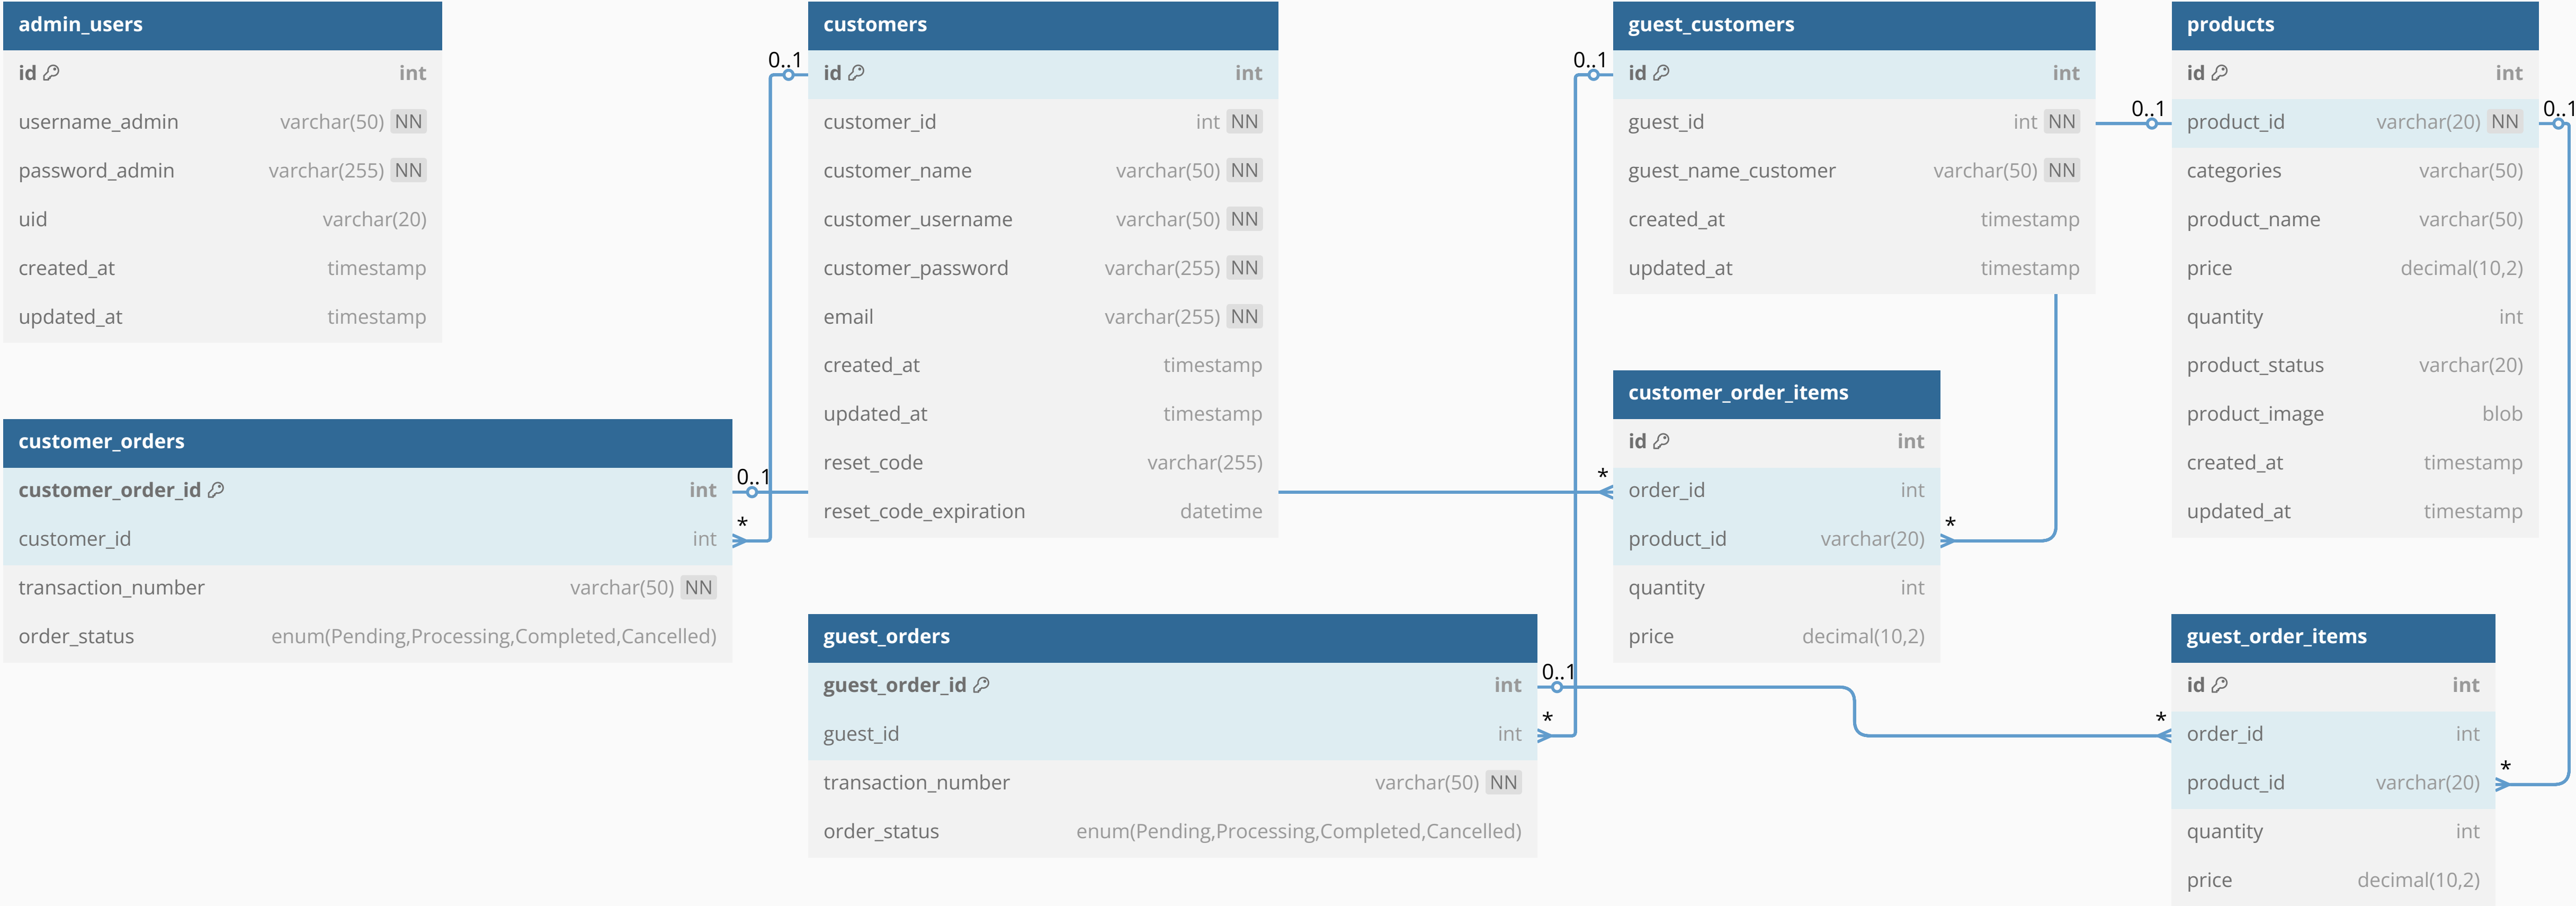 admin_users
id int
username_admin varchar(50) NN
password_admin varchar(255) NN
uid varchar(20)
created_at timestamp
updated_at timestamp
customers
0..1
id int
customer_id int NN
customer_name varchar(50) NN
customer_username varchar(50) NN
customer_password varchar(255) NN
email varchar(255) NN
created_at timestamp
updated_at timestamp
reset_code varchar(255)
reset_code_expiration datetime
guest_customers
0..1
id int
guest_id int NN
guest_name_customer varchar(50) NN
created_at timestamp
updated_at timestamp
products
id int
0..1
product_id varchar(20) NN
0..1
categories varchar(50)
product_name varchar(50)
price decimal(10,2)
quantity int
product_status varchar(20)
product_image blob
created_at timestamp
updated_at timestamp
customer_orders
customer_order_id int
0..1
customer_id int
*
transaction_number varchar(50) NN
order_status enum(Pending,Processing,Completed,Cancelled)
customer_order_items
id int
*
order_id int
product_id varchar(20)
*
quantity int
price decimal(10,2)
guest_orders
guest_order_id int
0..1
guest_id int
*
transaction_number varchar(50) NN
order_status enum(Pending,Processing,Completed,Cancelled)
guest_order_items
id int
*
order_id int
product_id varchar(20)
*
quantity int
price decimal(10,2)